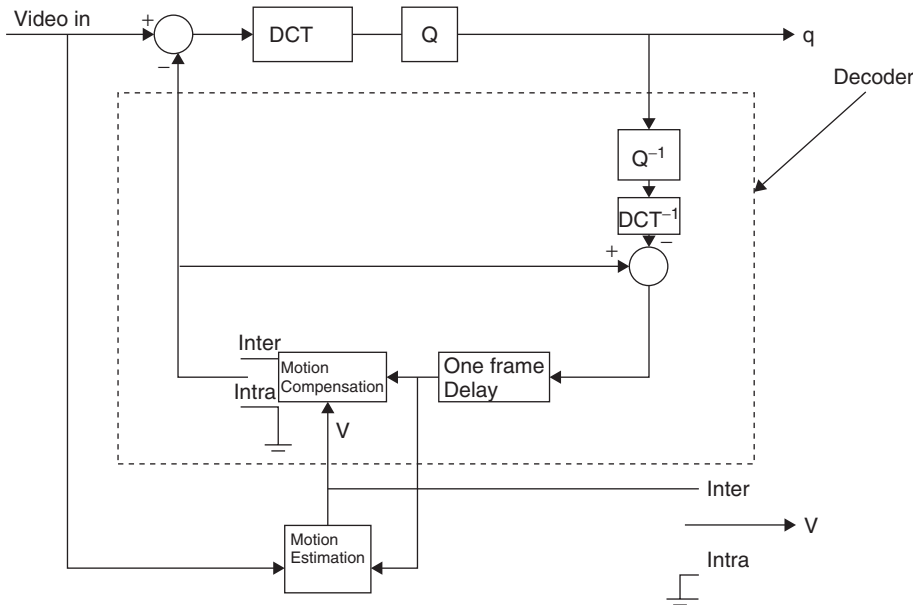 Video in
+
DCT
Q
q
−
Decoder
Q−1
DCT−1
−
+
Inter
Motion
Compensation
One frame
Delay
Intra
V
Inter
Motion
Estimation
V
Intra